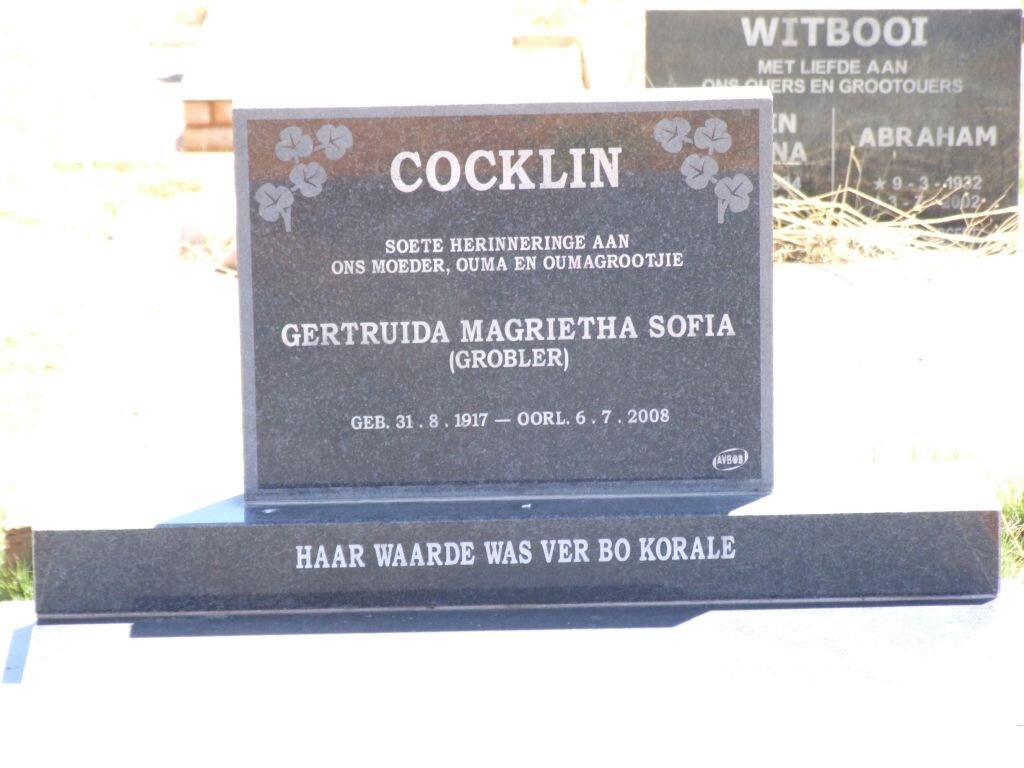 COCKLIN
SOETE HERINNERINGE AAN
ONS MOEDER, OUMA EN OUMAGROOTJIE
GERTRUIDA MAGRIETHA SOFIA
(GROBLER)
GEB. 31 . 8 . 1917 — OORL. 6 . 7 . 2008
AVBOB
HAAR WAARDE WAS VER BO KORALE
WITBOOI
MET LIEFDE AAN
ONS OUERS EN GROOTOUERS
ABRAHAM
★ 9 - 3 - 1932